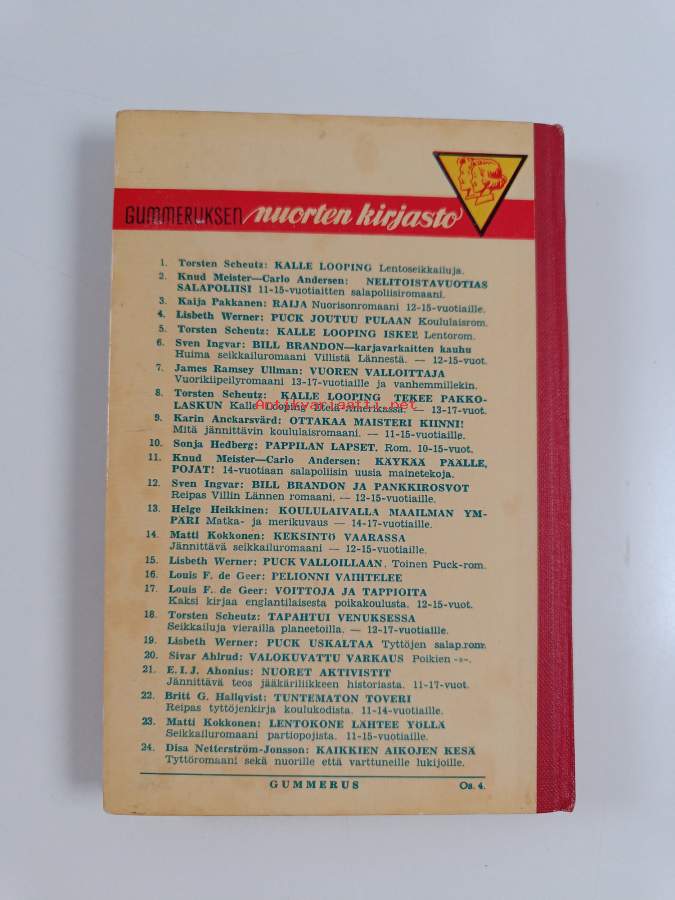 GUMMERUKSEN nuorten kirjasto
1. Torsten Scheutz: KALLE LOOPING Lentoseikkailuja.
2. Knud Meister—Carlo Andersen: NELITOISTAVUOTIAS
SALAPOLIISI 11-15-vuotiaitten salapoliisiromaani.
3. Kaija Pakkanen: RAIJA Nuorisonromaani 12-15-vuotiaille.
4. Lisbeth Werner: PUCK JOUTUU PULAAN Koululaisrom.
5. Torsten Scheutz: KALLE LOOPING ISKEE Lentorom.
6. Sven Ingvar: BILL BRANDON—karjavarkaitten kauhu
Huima seikkailuromaani Villistä Lännestä. — 12-15-vuot.
7. James Ramsey Ullman: VUOREN VALLOITTAJA
Vuorikiipeilyromaani 13-17-vuotiaille ja vanhemmillekin.
8. Torsten Scheutz: KALLE LOOPING TEKEE PAKKO-
LASKUN Kalle Looping Etelä-Amerikassa. — 13-17-vuot.
Antikvariaatti.net
9. Karin Anckarsvärd: OTTAKAA MAISTERI KIINNI!
Mitä jännittävin koululaisromaani. — 11-15-vuotiaille.
10. Sonja Hedberg: PAPPILAN LAPSET. Rom. 10-15-vuot.
11. Knud Meister—Carlo Andersen: KÄYKÄÄ PÄÄLLE,
POJAT! 14-vuotiaan salapoliisin uusia mainetekoja.
12. Sven Ingvar: BILL BRANDON JA PANKKIROSVOT
Reipas Villin Lännen romaani. — 12-15-vuotiaille.
13. Helge Heikkinen: KOULULAIVALLA MAAILMAN YM-
PÄRI Matka- ja merikuvaus — 14-17-vuotiaille.
14. Matti Kokkonen: KEKSINTÖ VAARASSA
Jännittävä seikkailuromaani — 12-15-vuotiaille.
15. Lisbeth Werner: PUCK VALLOILLAAN. Toinen Puck-rom.
16. Louis F. de Geer: PELIONNI VAIHTELEE
17. Louis F. de Geer: VOITTOJA JA TAPPIOITA
Kaksi kirjaa englantilaisesta poikakoulusta. 12-15-vuot.
18. Torsten Scheutz: TAPAHTUI VENUKSESSA
Seikkailuja vierailla planeetoilla. — 12-17-vuotiaille.
19. Lisbeth Werner: PUCK USKALTAA Tyttöjen salap.rom.
20. Sivar Ahlrud: VALOKUVATTU VARKAUS Poikien -»-.
21. E. I. J. Ahonius: NUORET AKTIVISTIT
Jännittävä teos jääkäriliikkeen historiasta. 11-17-vuot.
22. Britt G. Hallqvist: TUNTEMATON TOVERI
Reipas tyttöjenkirja koulukodista. 11-14-vuotiaille.
23. Matti Kokkonen: LENTOKONE LÄHTEE YÖLLÄ
Seikkailuromaani partiopojista. 11-15-vuotiaille.
24. Disa Netterström-Jonsson: KAIKKIEN AIKOJEN KESÄ
Tyttöromaani sekä nuorille että varttuneille lukijoille.
GUMMERUS Os. 4.